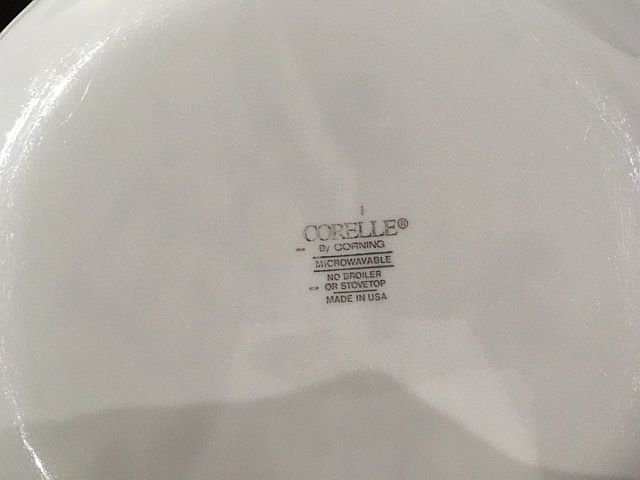 CORELLE®
By CORNING
MICROWAVABLE
NO BROILER
OR STOVETOP
MADE IN USA